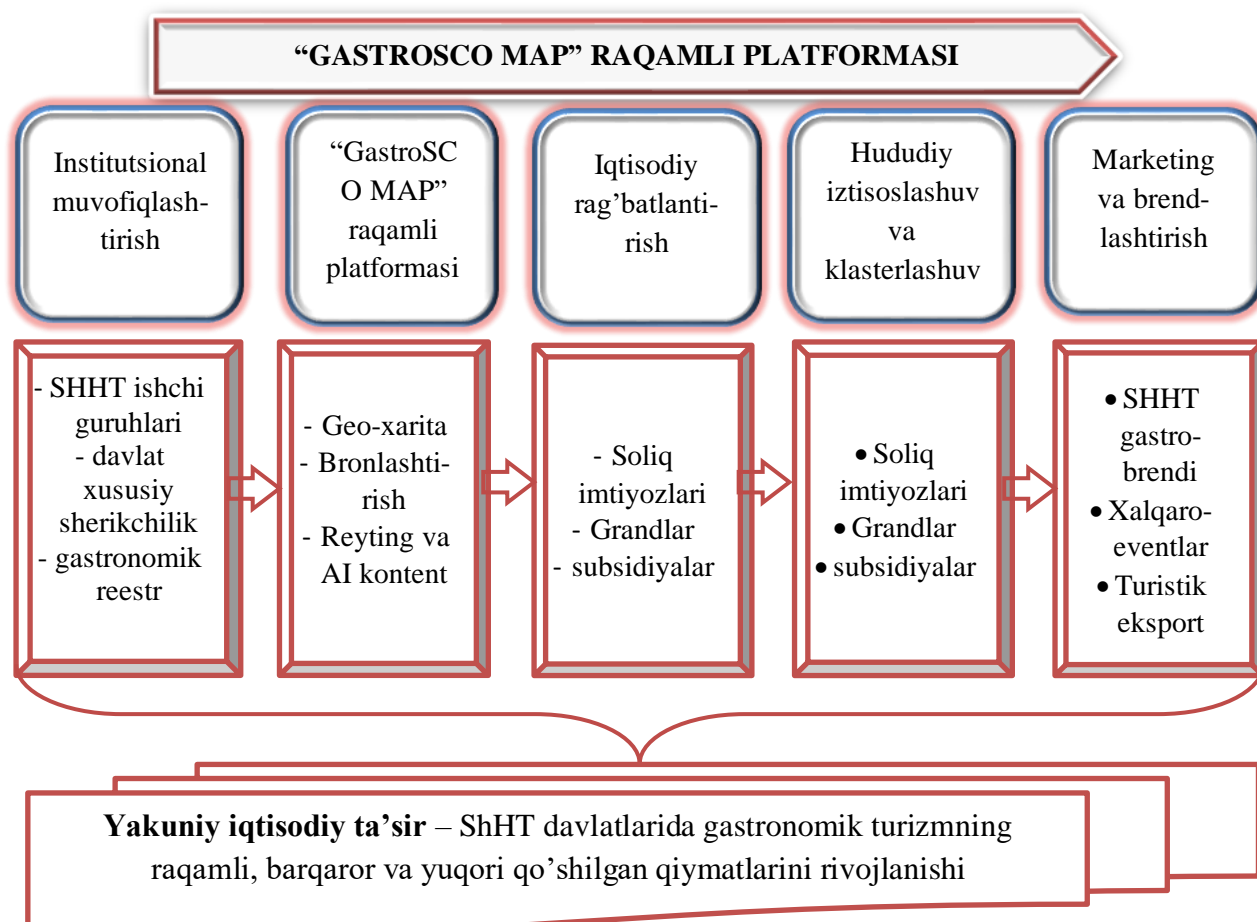 “GASTROSCO MAP” RAQAMLI PLATFORMASI
Institutsional
muvofiqlash-
tirish
“GastroSC
O MAP”
raqamli
platformasi
Iqtisodiy
rag’batlanti-
rish
Hududiy
iztisoslashuv
va
klasterlashuv
Marketing
va brend-
lashtirish
- SHHT ishchi
guruhlari
- davlat
xususiy
sherikchilik
- gastronomik
reestr
- Geo-xarita
- Bronlashti-
rish
- Reyting va
AI kontent
- Soliq
imtiyozlari
- Grandlar
- subsidiyalar
• Soliq
imtiyozlari
• Grandlar
• subsidiyalar
• SHHT
gastro-
brendi
• Xalqaro-
eventlar
• Turistik
eksport
Yakuniy iqtisodiy ta’sir – ShHT davlatlarida gastronomik turizmning
raqamli, barqaror va yuqori qo’shilgan qiymatlarini rivojlanishi